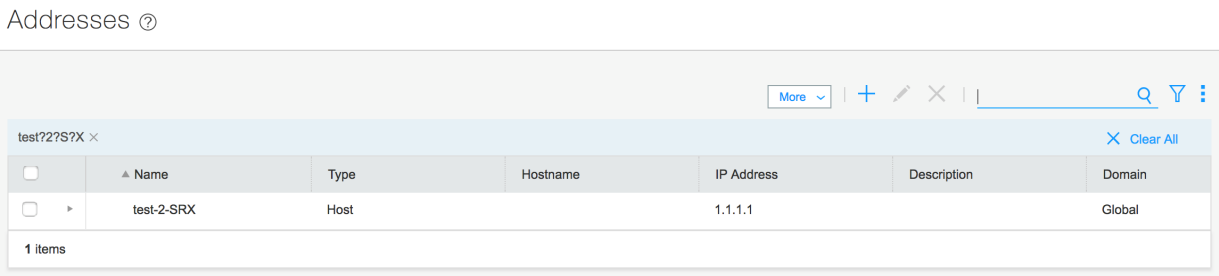 Addresses ?
More
test?2?S?X ×
Clear All
Name Type Hostname IP Address Description Domain
test-2-SRX Host 1.1.1.1 Global
1 items